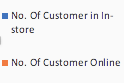 No. Of Customer in In-
store
No. Of Customer Online